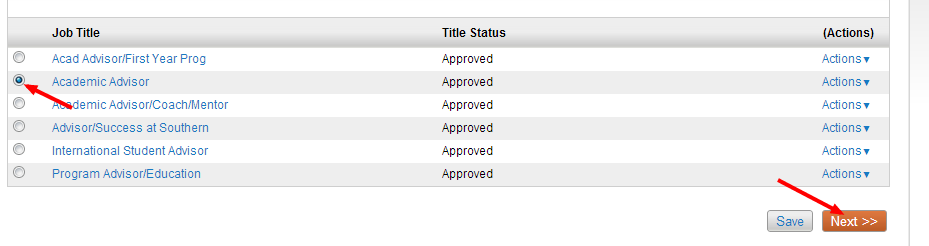 Job Title Title Status (Actions)
Acad Advisor/First Year Prog Approved Actions▼
Academic Advisor Approved Actions▼
Academic Advisor/Coach/Mentor Approved Actions▼
Advisor/Success at Southern Approved Actions▼
International Student Advisor Approved Actions▼
Program Advisor/Education Approved Actions▼
Save Next >>